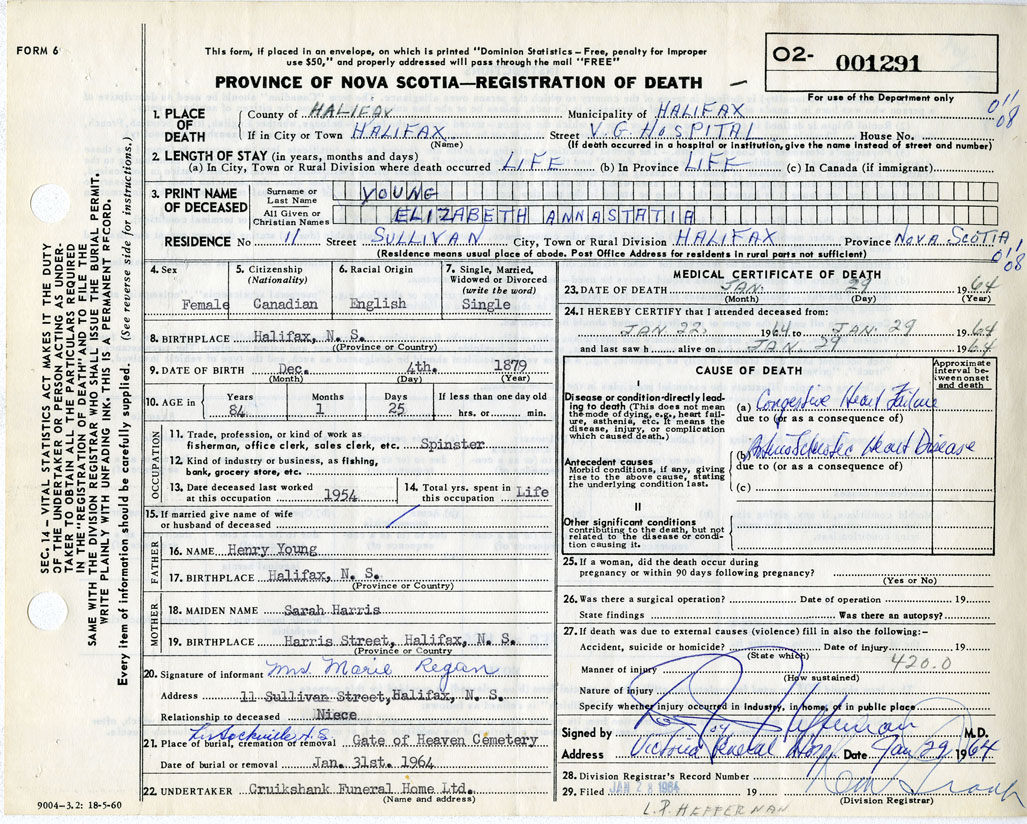 FORM 6
This form, if placed in an envelope, on which is printed "Dominion Statistics – Free, penalty for improper
use $50," and properly addressed will pass through the mail "FREE"
PROVINCE OF NOVA SCOTIA—REGISTRATION OF DEATH
O2- 001291
For use of the Department only
011
08
1. PLACE OF DEATH
County of HALIFAX Municipality of HALIFAX
If in City or Town HALIFAX Street V.G. HOSPITAL House No.
(Name) (If death occurred in a hospital or institution, give the name instead of street and number)
2. LENGTH OF STAY (in years, months and days)
(a) In City, Town or Rural Division where death occurred LIFE (b) In Province LIFE (c) In Canada (if immigrant)
3. PRINT NAME OF DECEASED
Surname or Last Name YOUNG
All Given or Christian Names ELIZABETH ANNASTATIA
RESIDENCE No 11 Street SULLIVAN City, Town or Rural Division HALIFAX Province NOVA SCOTIA
(Residence means usual place of abode. Post Office Address for residents in rural parts not sufficient)
011
08
4. Sex Female
5. Citizenship (Nationality) Canadian
6. Racial Origin English
7. Single, Married, Widowed or Divorced (write the word) Single
8. BIRTHPLACE Halifax, N. S.
((Province or Country)
9. DATE OF BIRTH Dec. 4th. 1879
(Month) (Day) (Year)
10. AGE in Years 84 Months 1 Days 25 If less than one day old hrs. or min.
OCCUPATION
11. Trade, profession, or kind of work as
fisherman, office clerk, sales clerk, etc. Spinster
12. Kind of industry or business, as fishing,
bank, grocery store, etc.
13. Date deceased last worked at this occupation 1954
14. Total yrs. spent in this occupation Life
15. If married give name of wife
or husband of deceased
FATHER
16. NAME Henry Young
17. BIRTHPLACE Halifax, N. S.
(Province or Country)
MOTHER
18. MAIDEN NAME Sarah Harris
19. BIRTHPLACE Harris Street, Halifax, N. S.
(Province or Country)
20. Signature of informant Mrs. Marie Regan
Address 11 Sullivan Street, Halifax, N. S.
Relationship to deceased Niece
Sackville N.S.
21. Place of burial, cremation or removal Gate of Heaven Cemetery
Date of burial or removal Jan. 31st. 1964
22. UNDERTAKER Cruikshank Funeral Home Ltd.
(Name and address)
9004-3.2: 18-5-60
MEDICAL CERTIFICATE OF DEATH
23. DATE OF DEATH JAN. 29 1964
(Month) (Day) (Year)
24. I HEREBY CERTIFY that I attended deceased from:
JAN 22, 1964 to JAN. 29 1964
and last saw h alive on JAN. 29 1964
CAUSE OF DEATH
Approximate interval between onset and death
I
Disease or condition directly leading to death (This does not mean the mode of dying, e.g., heart failure, asthenia, etc. It means the disease, injury, or complication which caused death.)
(a) Congestive Heart Failure
due to (or as a consequence of)
(b) Heart Disease
due to (or as a consequence of)
(c)
Antecedent causes
Morbid conditions, if any, giving rise to the above cause, stating the underlying condition last.
II
Other significant conditions
contributing to the death, but not related to the disease or condition causing it.
25. If a woman, did the death occur during
pregnancy or within 90 days following pregnancy?
(Yes or No)
26. Was there a surgical operation? Date of operation 19
State findings Was there an autopsy?
27. If death was due to external causes (violence) fill in also the following:—
Accident, suicide or homicide? Date of injury 19
(State which)
420.0
Manner of injury
(How sustained)
Nature of injury
Specify whether injury occurred in industry, in home, or in public place
Signed by Heffernan M.D.
Address Victoria General Hosp. Date Jan 29 1964
28. Division Registrar's Record Number
29. Filed JAN 28 1964 19
(Division Registrar)
L.P. HEFFERNAN
SEC. 14 – VITAL STATISTICS ACT MAKES IT THE DUTY
OF THE UNDERTAKER OR PERSON ACTING AS UNDER-
TAKER TO OBTAIN ALL THE PARTICULARS REQUIRED
IN THE "REGISTRATION OF DEATH" AND TO FILE THE
SAME WITH THE DIVISION REGISTRAR WHO SHALL ISSUE THE BURIAL PERMIT.
WRITE PLAINLY WITH UNFADING INK. THIS IS A PERMANENT RECORD.
Every item of information should be carefully supplied. (See reverse side for instructions.)